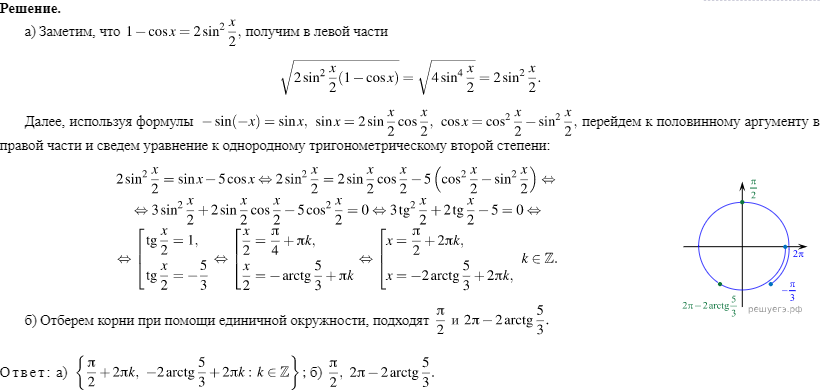 Решение.
а) Заметим, что 1 − cos x = 2 sin² x/2, получим в левой части
√(2 sin² x/2 (1 − cos x)) = √(4 sin⁴ x/2) = 2 sin² x/2.
Далее, используя формулы − sin(−x) = sin x, sin x = 2 sin x/2 cos x/2, cos x = cos² x/2 − sin² x/2, перейдем к половинному аргументу в
правой части и сведем уравнение к однородному тригонометрическому второй степени:
2 sin² x/2 = sin x − 5 cos x ⇔ 2 sin² x/2 = 2 sin x/2 cos x/2 − 5 (cos² x/2 − sin² x/2) ⇔
⇔ 3 sin² x/2 + 2 sin x/2 cos x/2 − 5 cos² x/2 = 0 ⇔ 3 tg² x/2 + 2 tg x/2 − 5 = 0 ⇔
⇔ [ tg x/2 = 1, tg x/2 = −5/3 ⇔ [ x/2 = π/4 + πk, x/2 = − arctg 5/3 + πk ⇔ [ x = π/2 + 2πk, x = −2 arctg 5/3 + 2πk, k ∈ ℤ.
π/2
2π
−π/3
2π − 2 arctg 5/3
решуегэ.рф
б) Отберем корни при помощи единичной окружности, подходят π/2 и 2π − 2 arctg 5/3.
Ответ: а) {π/2 + 2πk, −2 arctg 5/3 + 2πk : k ∈ ℤ}; б) π/2, 2π − 2 arctg 5/3.